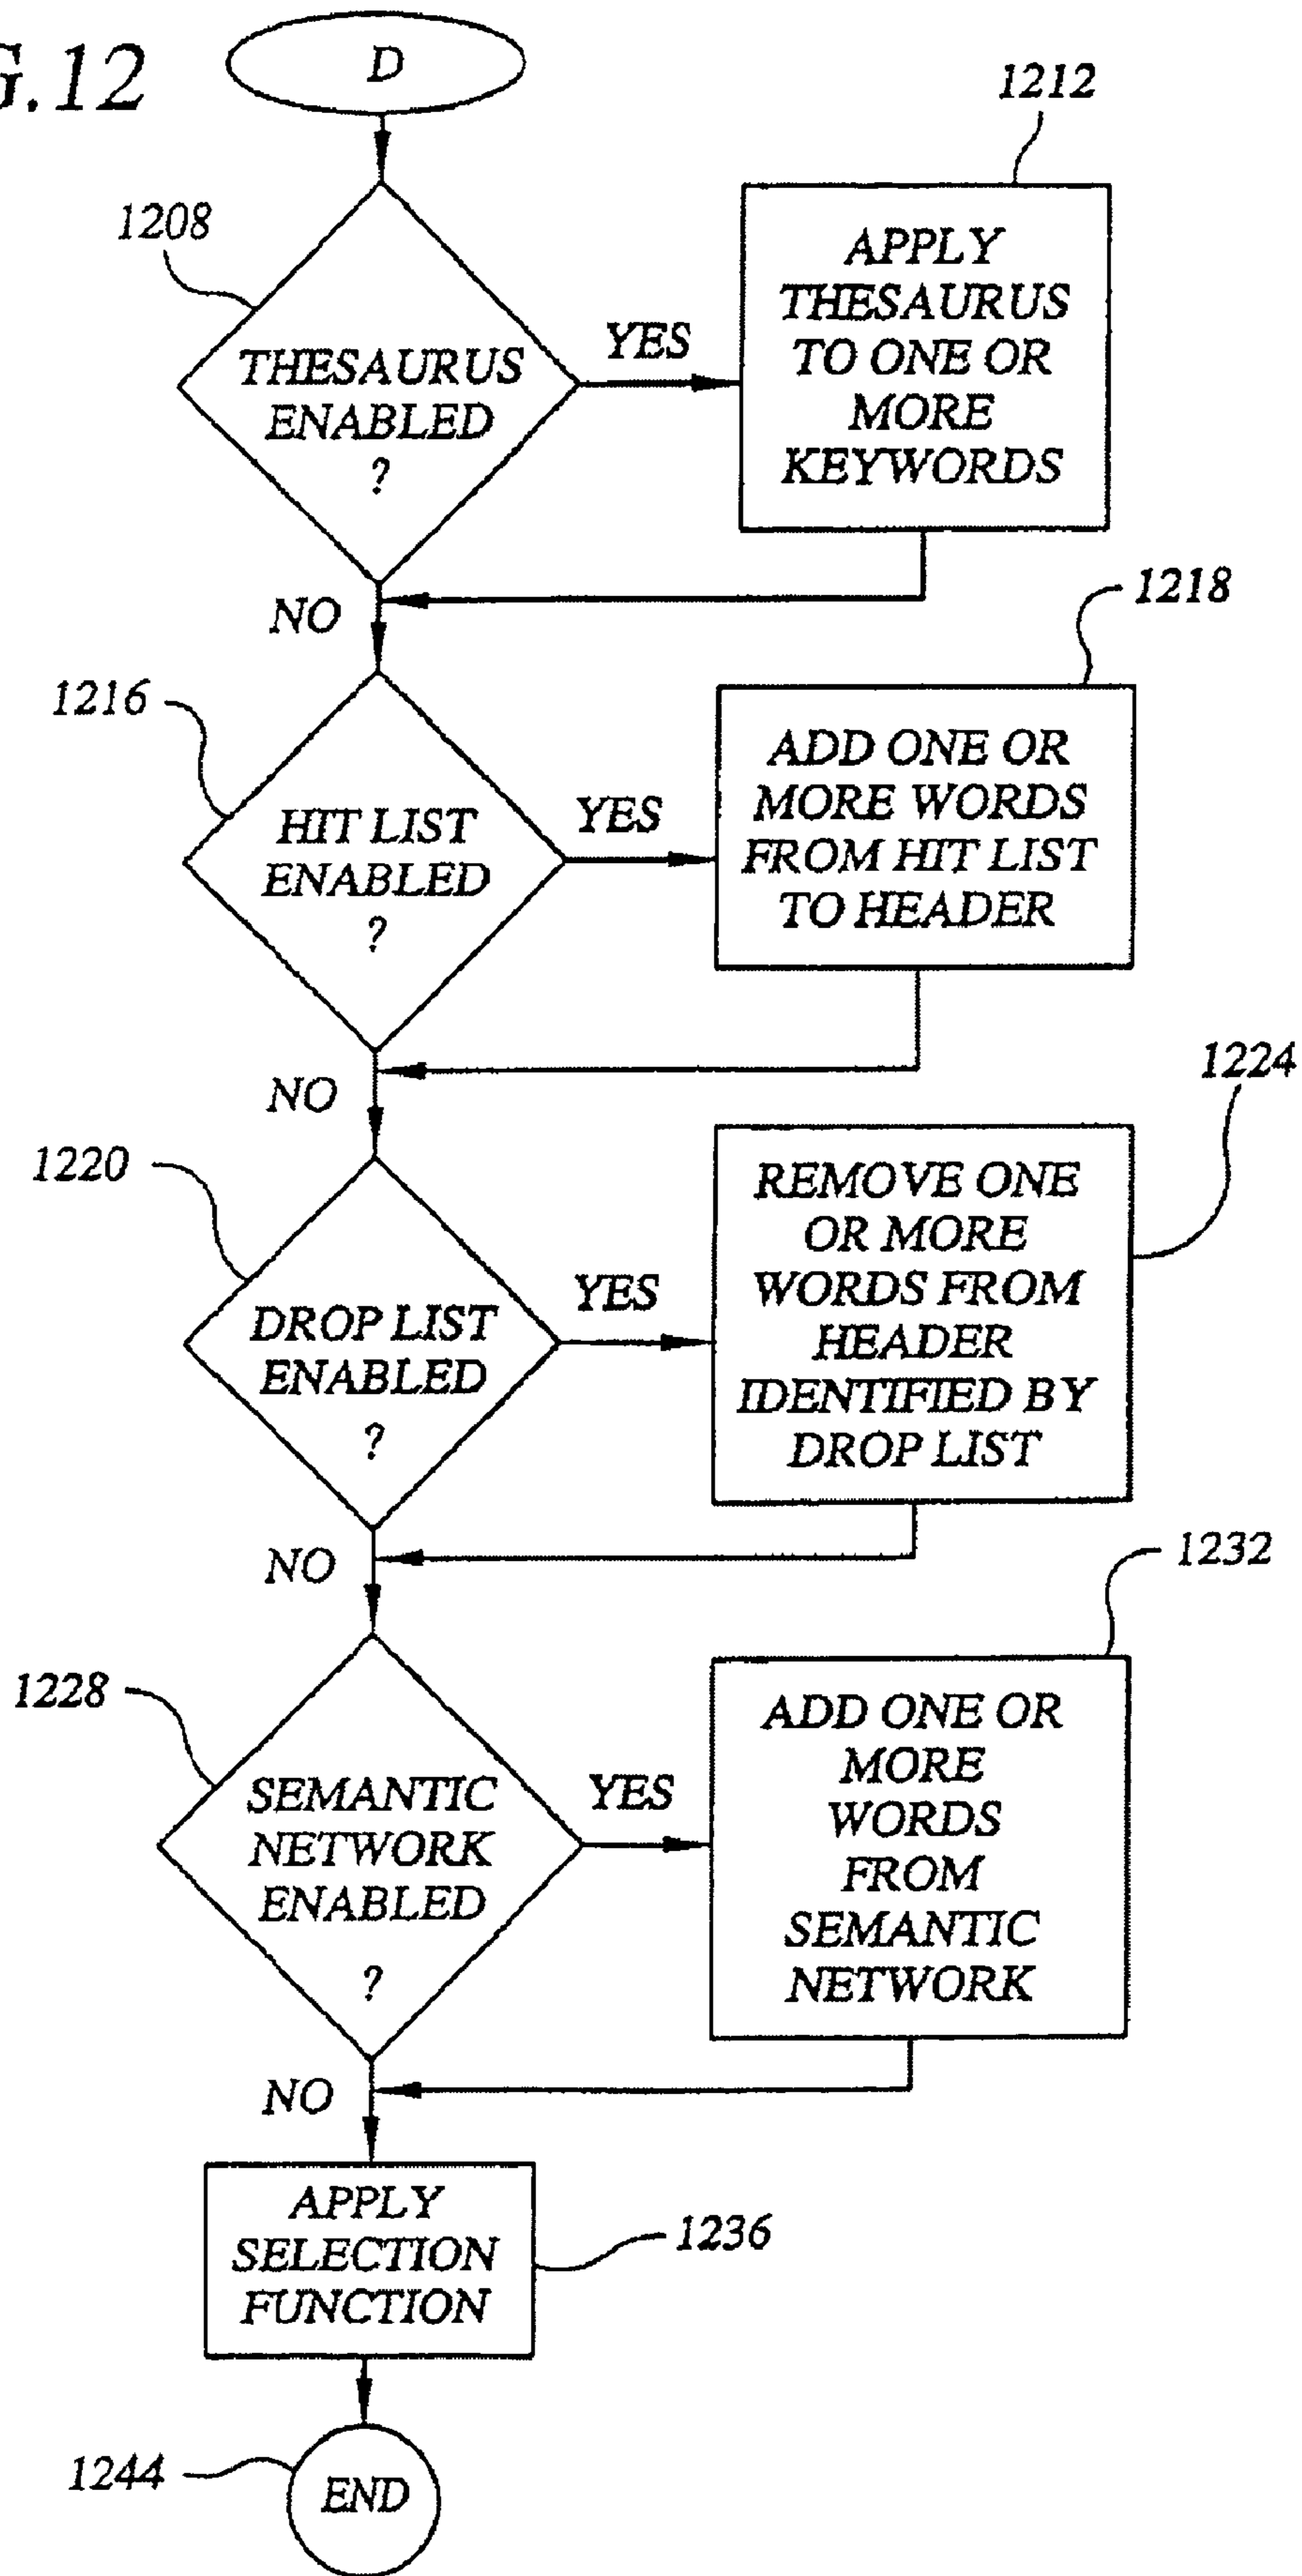 G.12
D
1212
1208
APPLY
THESAURUS
TO ONE OR
MORE
KEYWORDS
YES
THESAURUS
ENABLED
?
NO
1218
1216
ADD ONE OR
MORE WORDS
FROM HIT LIST
TO HEADER
YES
HIT LIST
ENABLED
?
NO
1224
1220
REMOVE ONE
OR MORE
WORDS FROM
HEADER
IDENTIFIED BY
DROP LIST
YES
DROP LIST
ENABLED
?
NO
1232
1228
ADD ONE OR
MORE
WORDS
FROM
SEMANTIC
NETWORK
YES
SEMANTIC
NETWORK
ENABLED
?
NO
APPLY
SELECTION
FUNCTION
1236
1244
END